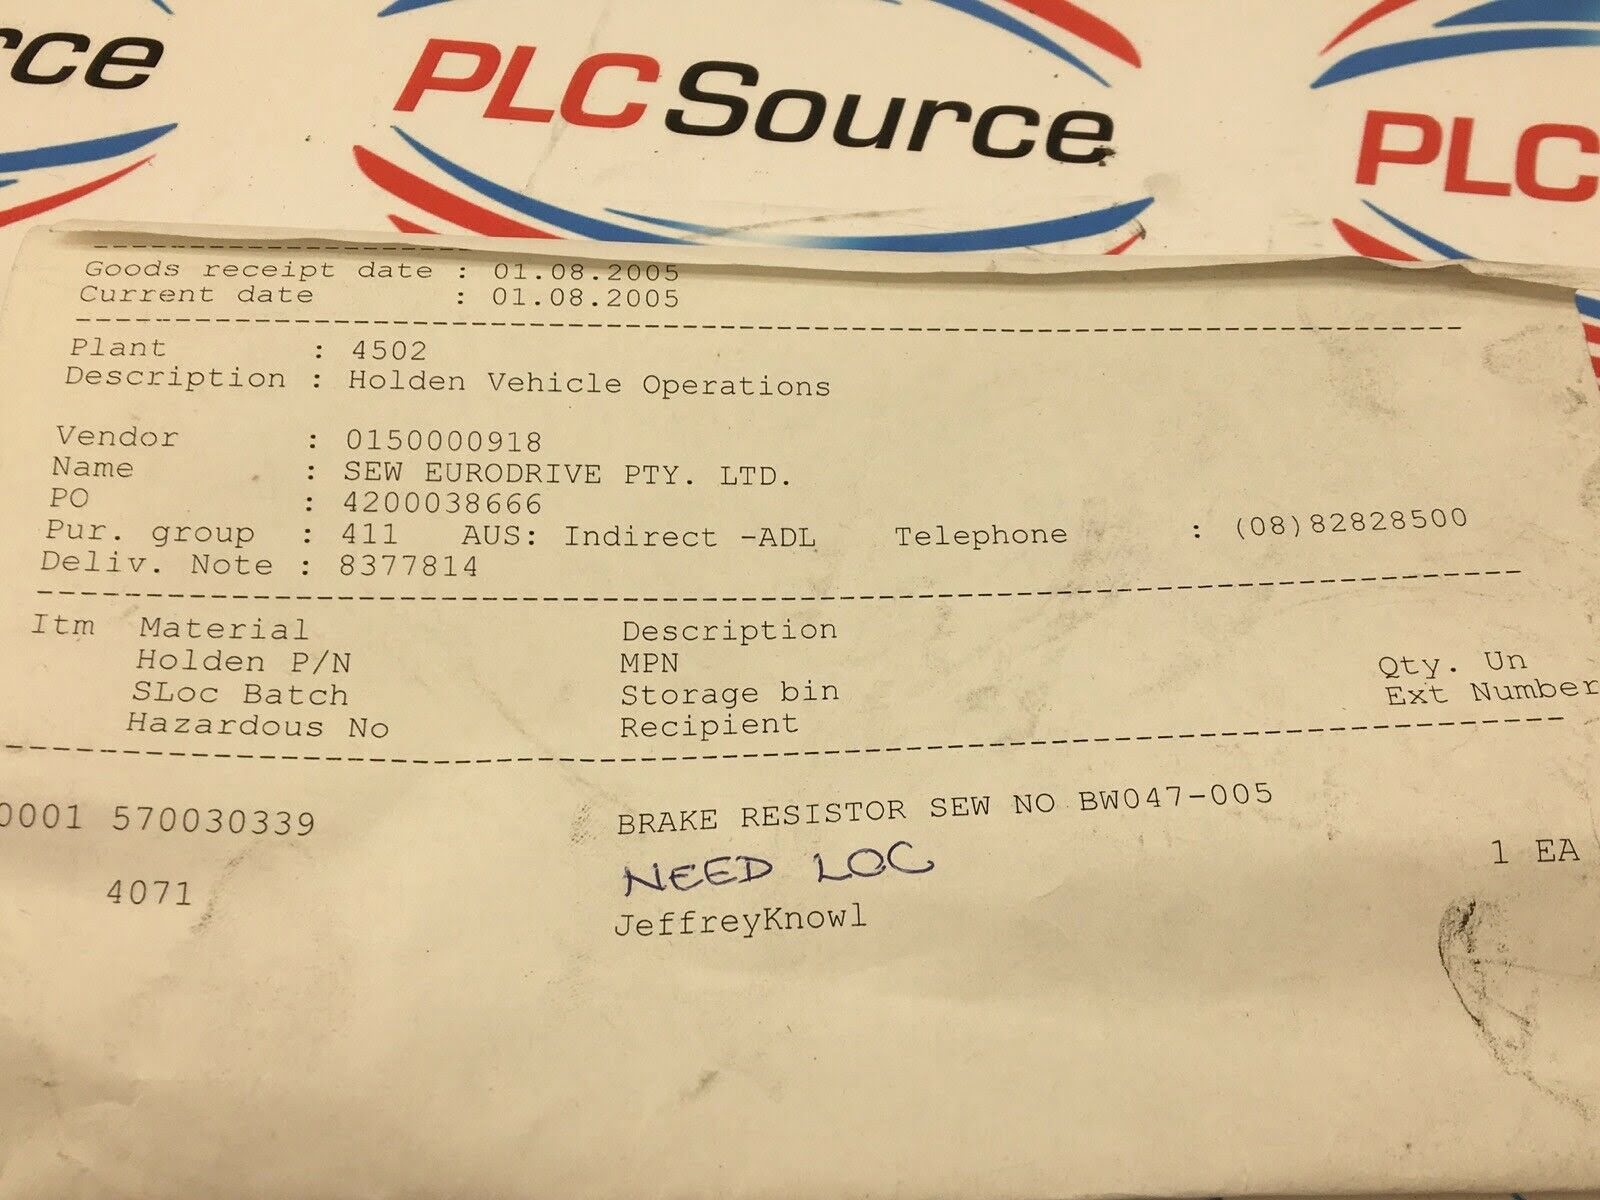 rce
PLC Source
PLC
Goods receipt date : 01.08.2005
Current date : 01.08.2005
Plant : 4502
Description : Holden Vehicle Operations
Vendor : 0150000918
Name : SEW EURODRIVE PTY. LTD.
PO : 4200038666
Pur. group : 411 AUS: Indirect -ADL Telephone : (08)82828500
Deliv. Note : 8377814
Itm Material Description
Holden P/N MPN Qty. Un
SLoc Batch Storage bin Ext Number
Hazardous No Recipient
0001 570030339 BRAKE RESISTOR SEW NO BW047-005
NEED LOC 1 EA
4071 JeffreyKnowl